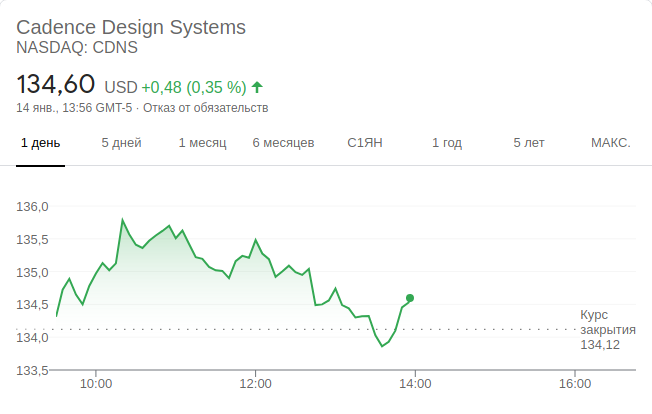 Cadence Design Systems
NASDAQ: CDNS
134,60 USD +0,48 (0,35 %)
14 янв., 13:56 GMT-5 · Отказ от обязательств
1 день 5 дней 1 месяц 6 месяцев С1ЯН 1 год 5 лет МАКС.
136,0
135,5
135,0
134,5
134,0
133,5
Курс
закрытия
134,12
10:00 12:00 14:00 16:00